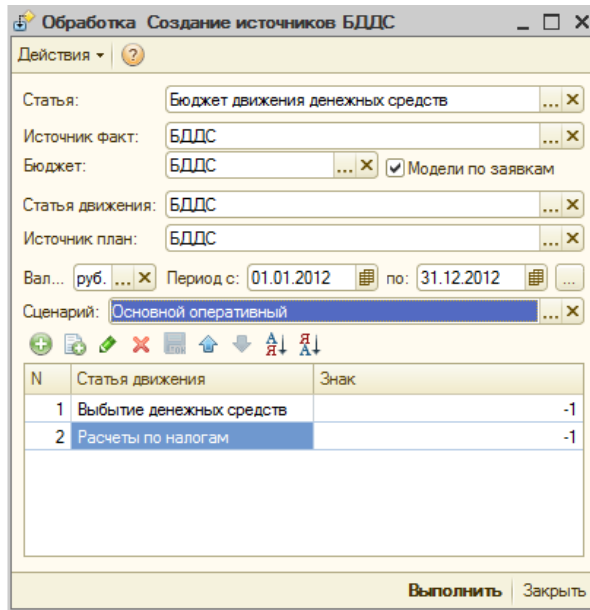 Обработка Создание источников БДДС
Действия
Статья: Бюджет движения денежных средств ... x
Источник факт: БДДС ... x
Бюджет: БДДС ... x Модели по заявкам
Статья движения: БДДС ... x
Источник план: БДДС ... x
Вал... руб. ... x Период с: 01.01.2012 по: 31.12.2012 ...
Сценарий: Основной оперативный ... x
N Статья движения Знак
1 Выбытие денежных средств -1
2 Расчеты по налогам -1
Выполнить Закрыть